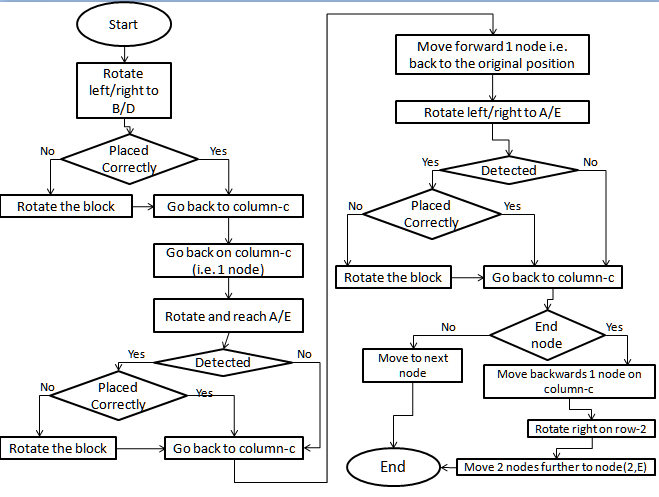 Start
Rotate
left/right to
B/D
Placed
Correctly
No
Yes
Rotate the block
Go back to column-c
Go back on column-c
(i.e. 1 node)
Rotate and reach A/E
Detected
Yes
No
Placed
Correctly
No
Yes
Rotate the block
Go back to column-c
Move forward 1 node i.e.
back to the original position
Rotate left/right to A/E
Detected
Yes
No
Placed
Correctly
No
Yes
Rotate the block
Go back to column-c
End
node
No
Yes
Move to next
node
Move backwards 1 node on
column-c
Rotate right on row-2
Move 2 nodes further to node(2,E)
End